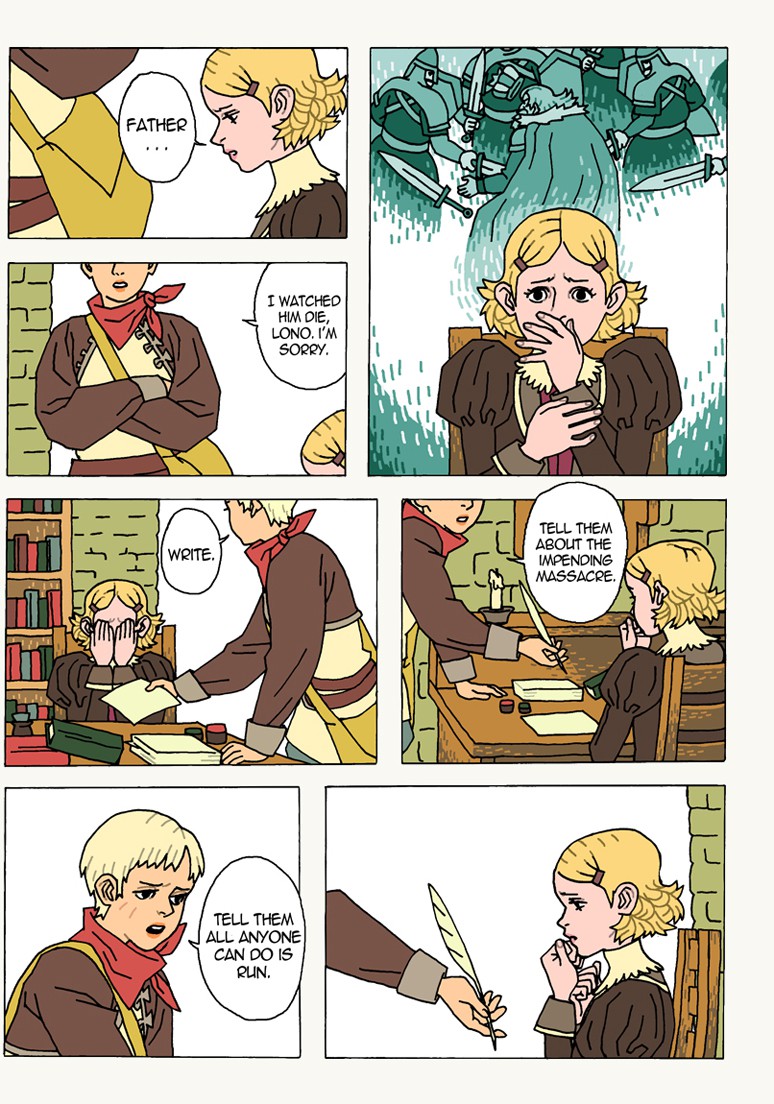 FATHER
...
I WATCHED
HIM DIE,
LONO. I'M
SORRY.
WRITE.
TELL THEM
ABOUT THE
IMPENDING
MASSACRE.
TELL THEM
ALL ANYONE
CAN DO IS
RUN.